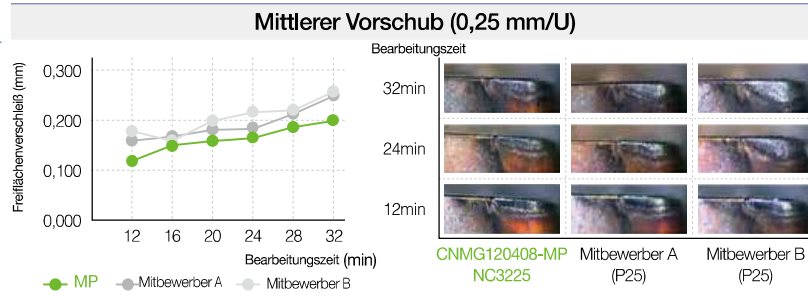 Mittlerer Vorschub (0,25 mm/U)
Freiflächenverschleiß (mm)
0,300
0,200
0,100
0,000
12 16 20 24 28 32
Bearbeitungszeit (min)
MP Mitbewerber A Mitbewerber B
Bearbeitungszeit
32min
24min
12min
CNMG120408-MP Mitbewerber A Mitbewerber B
NC3225 (P25) (P25)